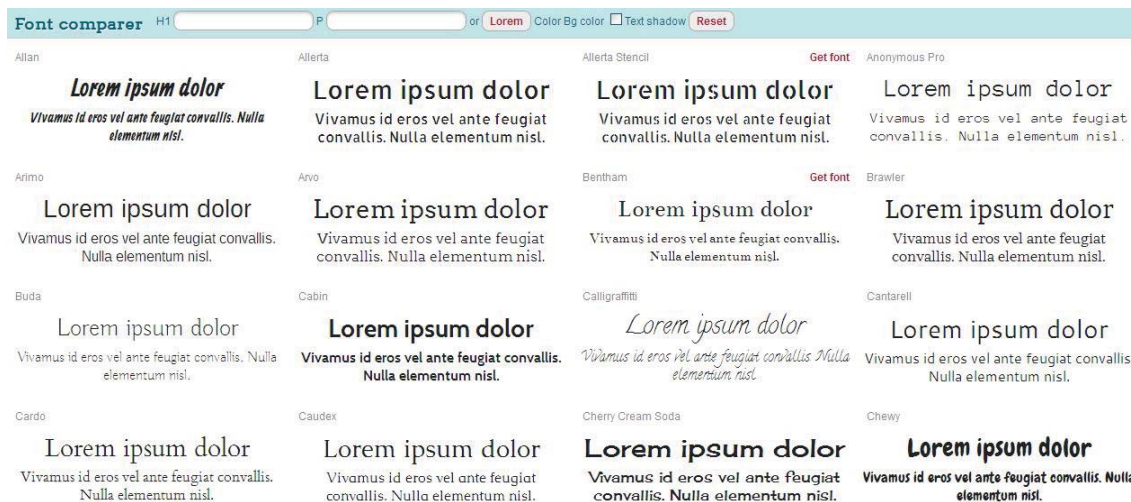 Font comparer H1 P or Lorem Color Bg color Text shadow Reset
Allan
Lorem ipsum dolor
Vivamus id eros vel ante feugiat convallis. Nulla
elementum nisl.
Allerta
Lorem ipsum dolor
Vivamus id eros vel ante feugiat
convallis. Nulla elementum nisl.
Allerta Stencil Get font
Lorem ipsum dolor
Vivamus id eros vel ante feugiat
convallis. Nulla elementum nisl.
Anonymous Pro
Lorem ipsum dolor
Vivamus id eros vel ante feugiat
convallis. Nulla elementum nisl.
Arimo
Lorem ipsum dolor
Vivamus id eros vel ante feugiat convallis.
Nulla elementum nisl.
Arvo
Lorem ipsum dolor
Vivamus id eros vel ante feugiat
convallis. Nulla elementum nisl.
Bentham Get font
Lorem ipsum dolor
Vivamus id eros vel ante feugiat convallis.
Nulla elementum nisl.
Brawler
Lorem ipsum dolor
Vivamus id eros vel ante feugiat
convallis. Nulla elementum nisl.
Buda
Lorem ipsum dolor
Vivamus id eros vel ante feugiat convallis. Nulla
elementum nisl.
Cabin
Lorem ipsum dolor
Vivamus id eros vel ante feugiat convallis.
Nulla elementum nisl.
Calligraffitti
Lorem ipsum dolor
Vivamus id eros vel ante feugiat convallis. Nulla
elementum nisl.
Cantarell
Lorem ipsum dolor
Vivamus id eros vel ante feugiat convallis
Nulla elementum nisl.
Cardo
Lorem ipsum dolor
Vivamus id eros vel ante feugiat convallis.
Nulla elementum nisl.
Caudex
Lorem ipsum dolor
Vivamus id eros vel ante feugiat
convallis. Nulla elementum nisl.
Cherry Cream Soda
Lorem ipsum dolor
Vivamus id eros vel ante feugiat
convallis. Nulla elementum nisl.
Chewy
Lorem ipsum dolor
Vivamus id eros vel ante feugiat convallis. Nulla
elementum nisl.